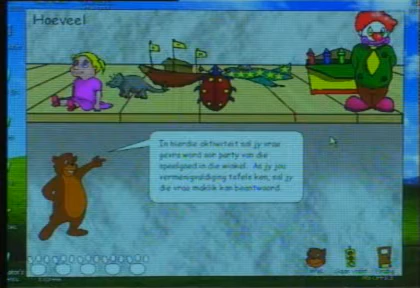 Hoeveel
In hierdie aktiwiteit sal jy vrae
gevra word oor party van die
speelgoed in die winkel. As jy jou
vermenigvuldiging tafels ken, sal jy
die vrae maklik kan beantwoord.